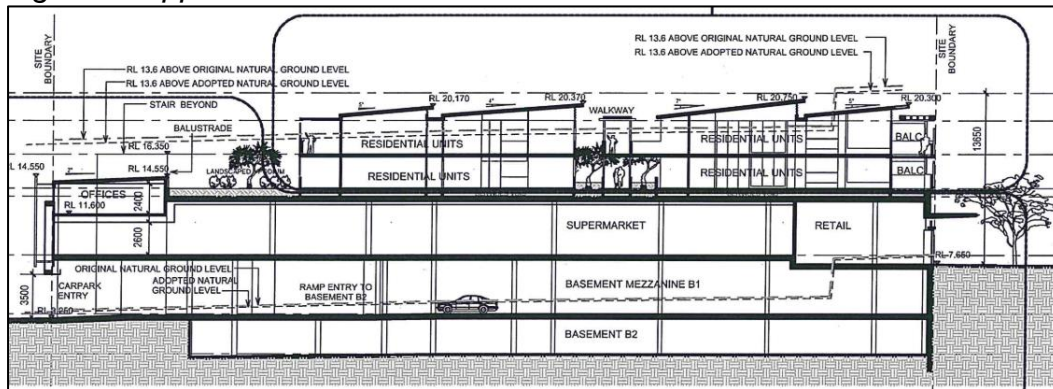 RL 13.6 ABOVE ORIGINAL NATURAL GROUND LEVEL
RL 13.6 ABOVE ADOPTED NATURAL GROUND LEVEL
SITE
BOUNDARY
SITE
BOUNDARY
RL 13.6 ABOVE ORIGINAL NATURAL GROUND LEVEL
RL 13.6 ABOVE ADOPTED NATURAL GROUND LEVEL
STAIR BEYOND
RL 20.170
RL 20.370
WALKWAY
RL 20.750
RL 20.300
BALUSTRADE
RL 16.350
RESIDENTIAL UNITS
RESIDENTIAL UNITS
BALC
13650
RL 14.550
RL 14.550
RESIDENTIAL UNITS
RESIDENTIAL UNITS
BALC
OFFICES
2400
RL 11.600
2600
SUPERMARKET
RETAIL
RL 7.650
ORIGINAL NATURAL GROUND LEVEL
ADOPTED NATURAL
GROUND LEVEL
CARPARK
ENTRY
3500
RAMP ENTRY TO
BASEMENT B2
BASEMENT MEZZANINE B1
BASEMENT B2